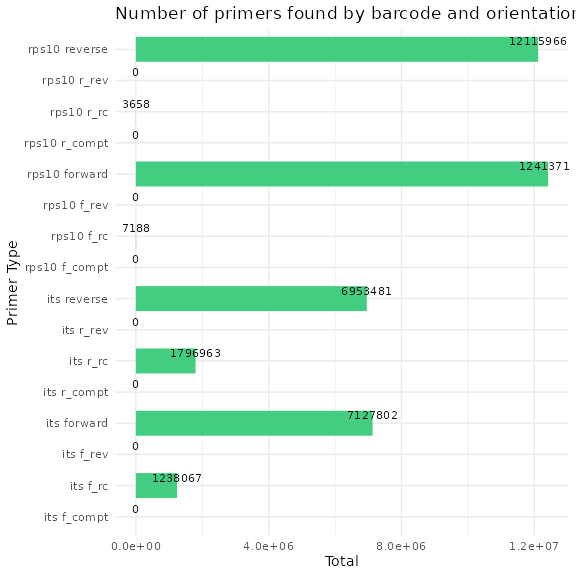 Number of primers found by barcode and orientation
rps10 reverse 12115966
rps10 r_rev 0
rps10 r_rc 3658
rps10 r_compt 0
rps10 forward 1241371
rps10 f_rev 0
rps10 f_rc 7188
rps10 f_compt 0
its reverse 6953481
its r_rev 0
its r_rc 1796963
its r_compt 0
its forward 7127802
its f_rev 0
its f_rc 1238067
its f_compt 0
Primer Type
0.0e+00 4.0e+06 8.0e+06 1.2e+07
Total